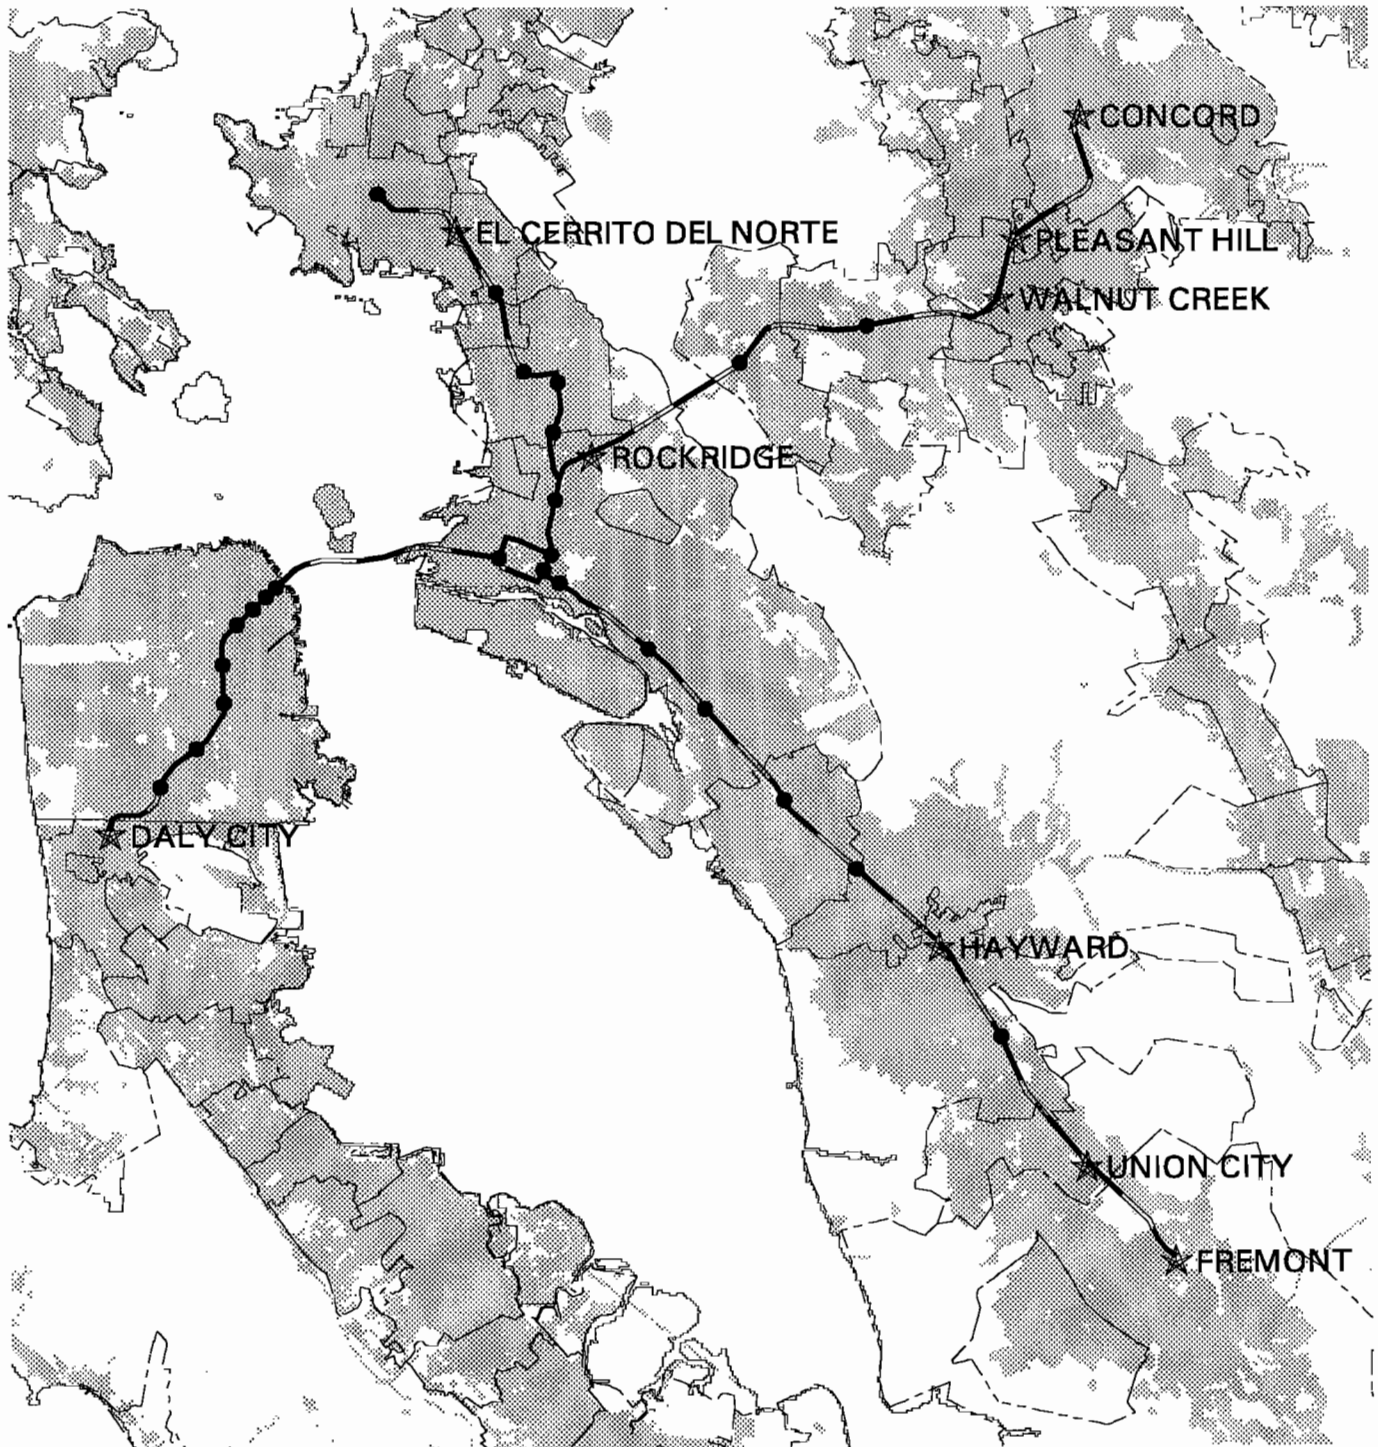 CONCORD
EL CERRITO DEL NORTE
PLEASANT HILL
WALNUT CREEK
ROCKRIDGE
DALY CITY
HAYWARD
UNION CITY
FREMONT